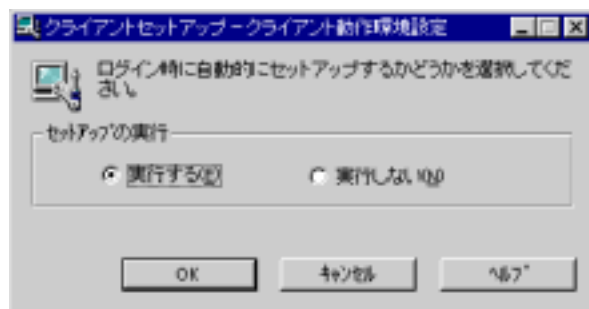 クライアントセットアップ - クライアント動作環境設定
ログイン時に自動的にセットアップするかどうかを選択してくだ
さい。
ｾｯﾄｱｯﾌﾟの実行
実行する(E)
実行しない(N)
OK
ｷｬﾝｾﾙ
ﾍﾙﾌﾟ